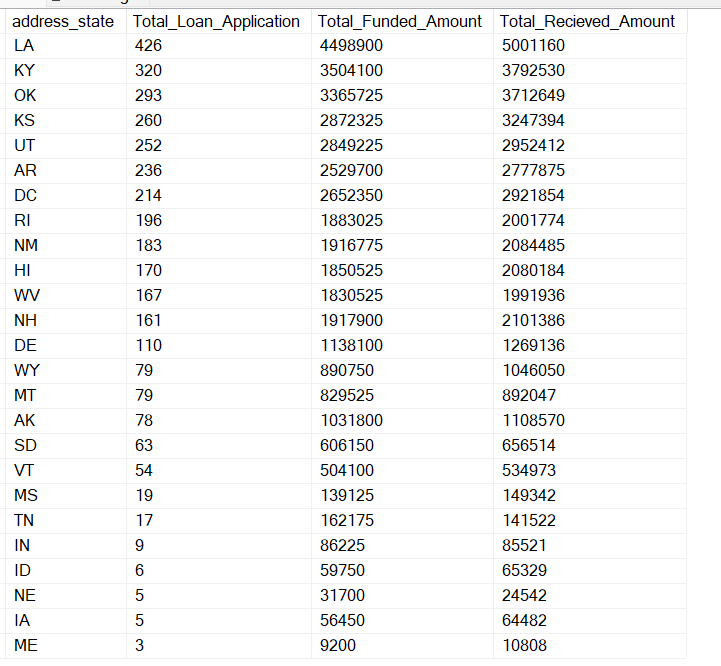 address_state Total_Loan_Application Total_Funded_Amount Total_Recieved_Amount
LA 426 4498900 5001160
KY 320 3504100 3792530
OK 293 3365725 3712649
KS 260 2872325 3247394
UT 252 2849225 2952412
AR 236 2529700 2777875
DC 214 2652350 2921854
RI 196 1883025 2001774
NM 183 1916775 2084485
HI 170 1850525 2080184
WV 167 1830525 1991936
NH 161 1917900 2101386
DE 110 1138100 1269136
WY 79 890750 1046050
MT 79 829525 892047
AK 78 1031800 1108570
SD 63 606150 656514
VT 54 504100 534973
MS 19 139125 149342
TN 17 162175 141522
IN 9 86225 85521
ID 6 59750 65329
NE 5 31700 24542
IA 5 56450 64482
ME 3 9200 10808